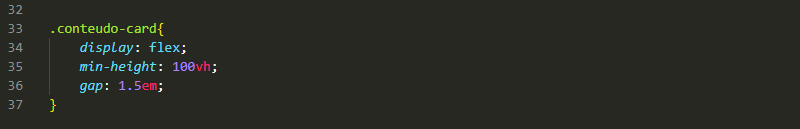 32
33 .conteudo-card{
34 display: flex;
35 min-height: 100vh;
36 gap: 1.5em;
37 }